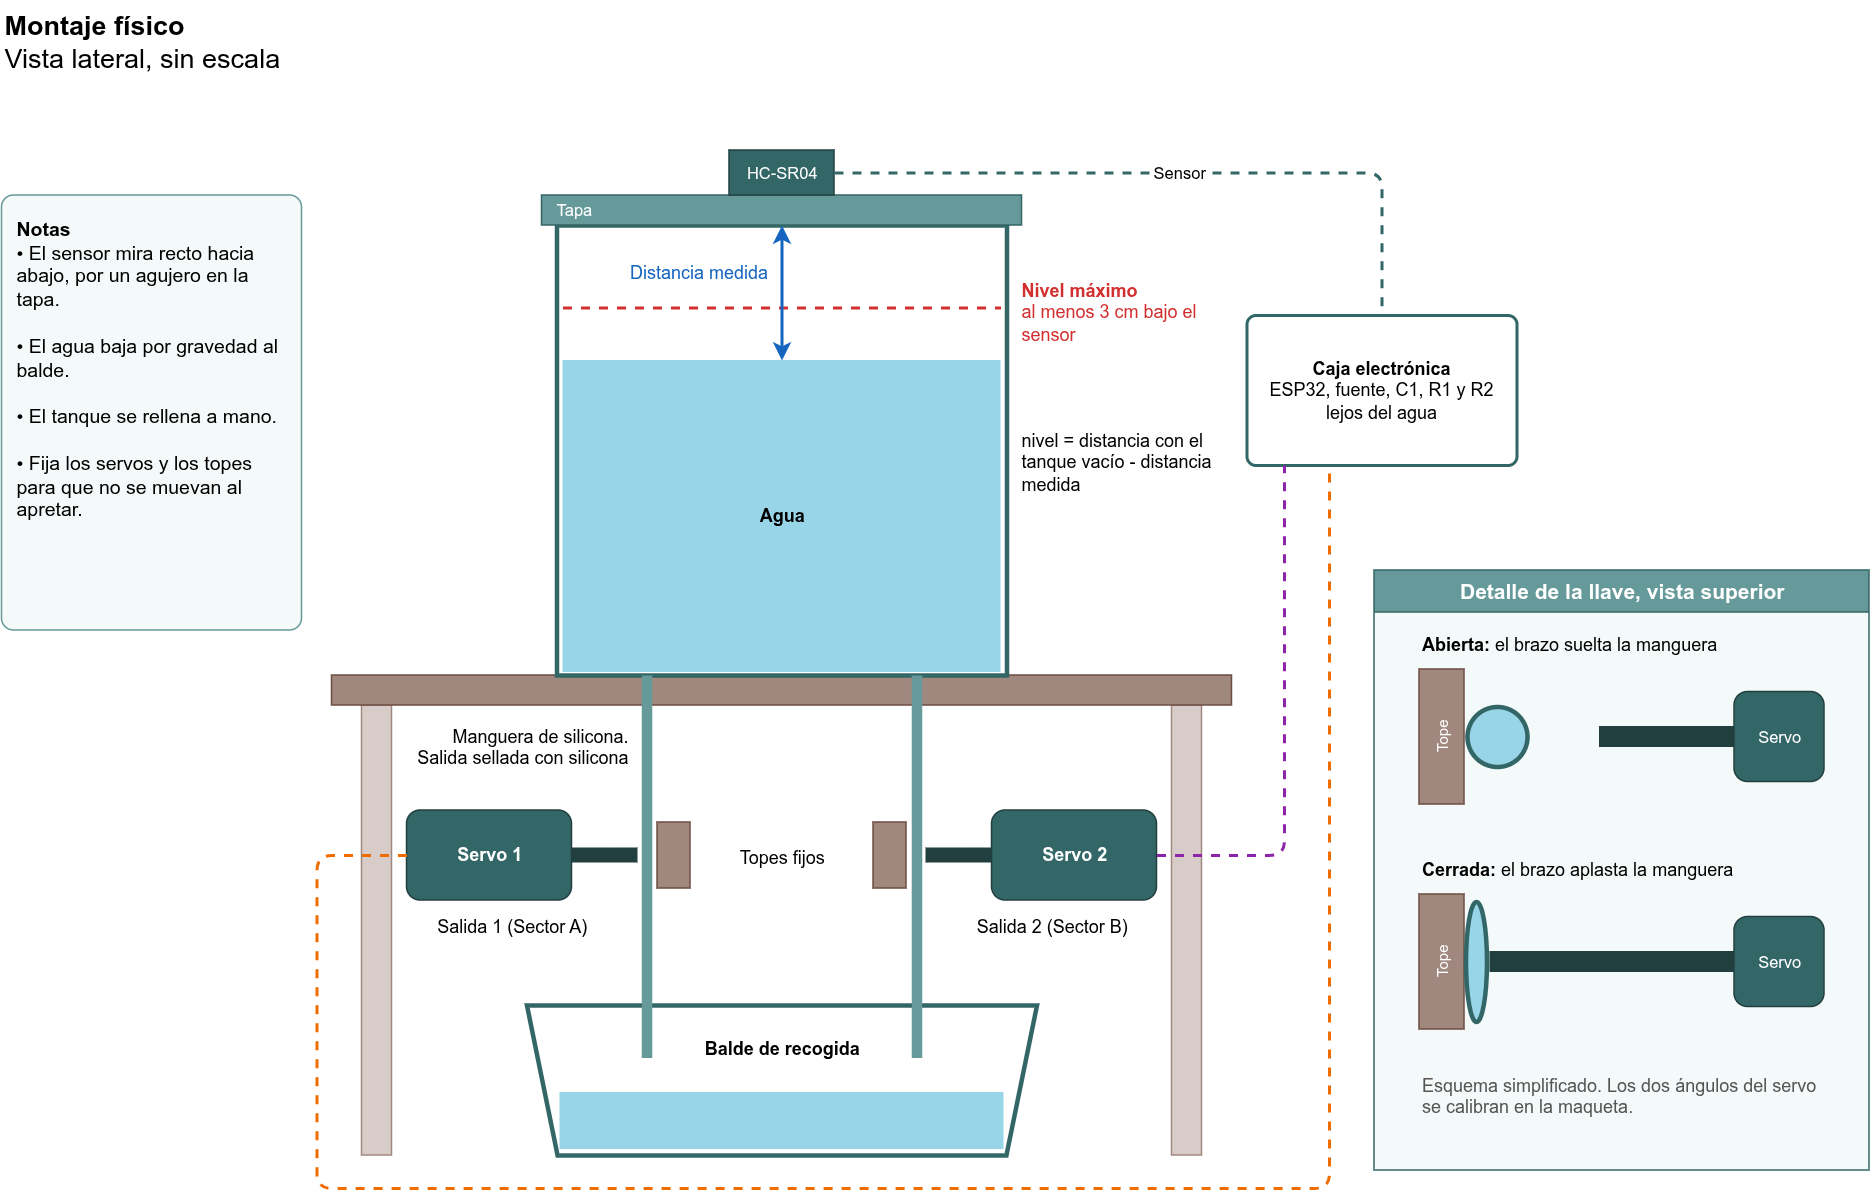 Montaje físico
Vista lateral, sin escala
HC-SR04
Sensor
Tapa
Notas
• El sensor mira recto hacia
abajo, por un agujero en la
tapa.
• El agua baja por gravedad al
balde.
• El tanque se rellena a mano.
• Fija los servos y los topes
para que no se muevan al
apretar.
Distancia medida
Nivel máximo
al menos 3 cm bajo el
sensor
Caja electrónica
ESP32, fuente, C1, R1 y R2
lejos del agua
nivel = distancia con el
tanque vacío - distancia
medida
Agua
Manguera de silicona.
Salida sellada con silicona
Servo 1
Topes fijos
Servo 2
Salida 1 (Sector A)
Salida 2 (Sector B)
Balde de recogida
Detalle de la llave, vista superior
Abierta: el brazo suelta la manguera
Tope
Servo
Cerrada: el brazo aplasta la manguera
Tope
Servo
Esquema simplificado. Los dos ángulos del servo
se calibran en la maqueta.